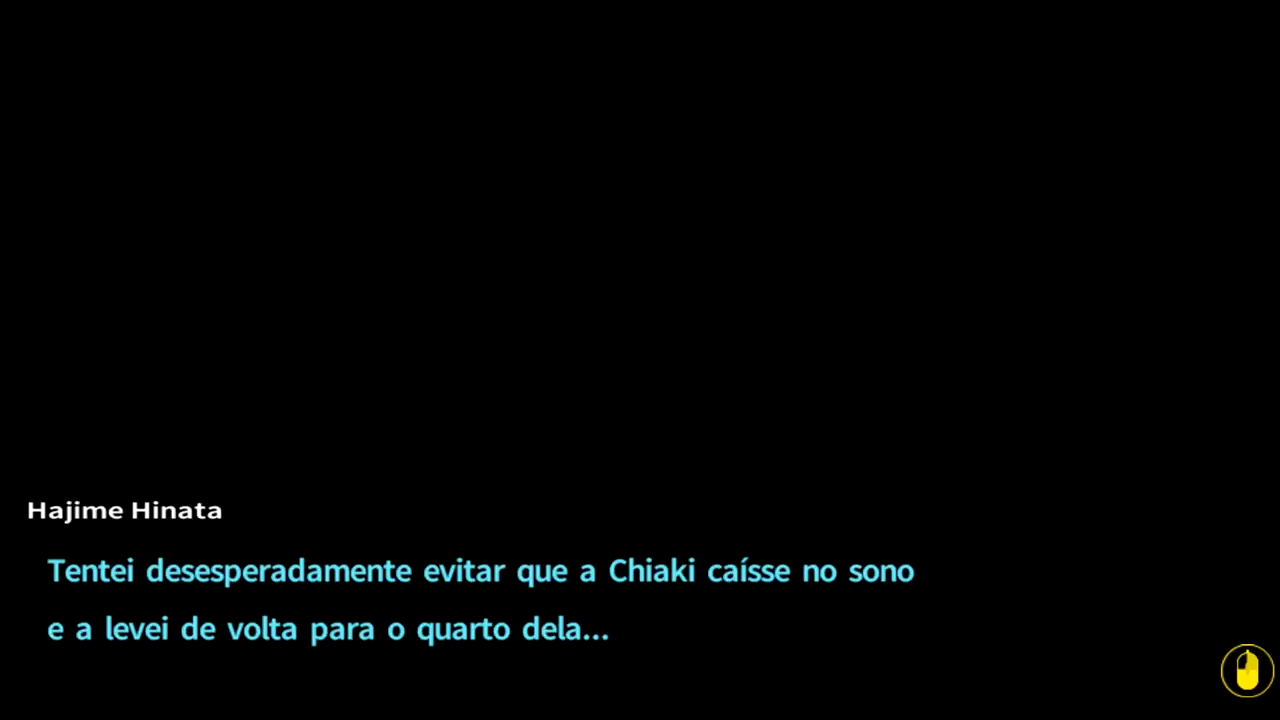 Hajime Hinata
Tentei desesperadamente evitar que a Chiaki caísse no sono
e a levei de volta para o quarto dela...